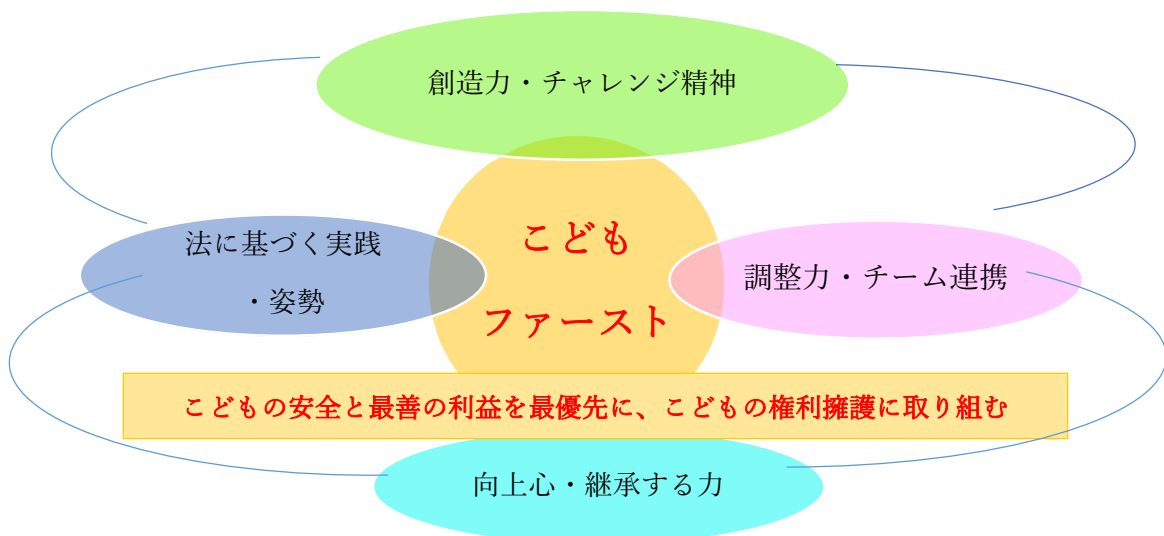 創造力・チャレンジ精神
こども
ファースト
法に基づく実践
・姿勢
調整力・チーム連携
こどもの安全と最善の利益を最優先に、こどもの権利擁護に取り組む
向上心・継承する力